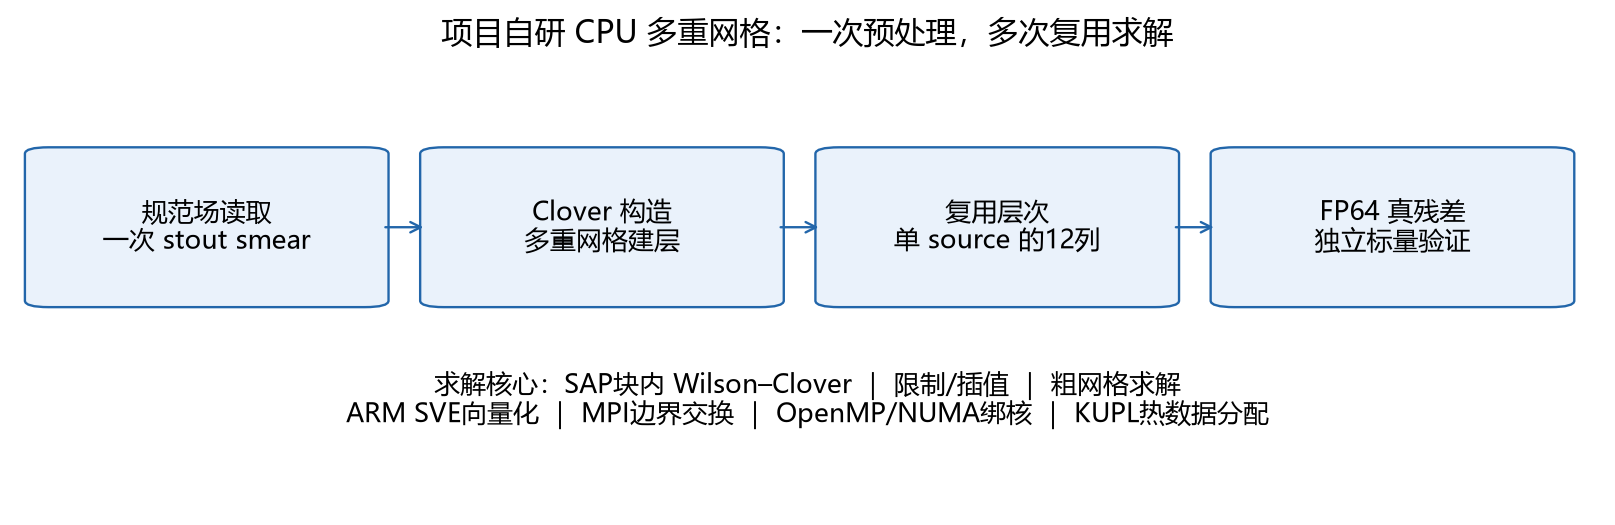 项目自研 CPU 多重网格：一次预处理，多次复用求解
规范场读取
一次 stout smear
Clover 构造
多重网格建层
复用层次
单 source 的12列
FP64 真残差
独立标量验证
求解核心：SAP块内 Wilson–Clover ｜ 限制/插值 ｜ 粗网格求解
ARM SVE向量化 ｜ MPI边界交换 ｜ OpenMP/NUMA绑核 ｜ KUPL热数据分配